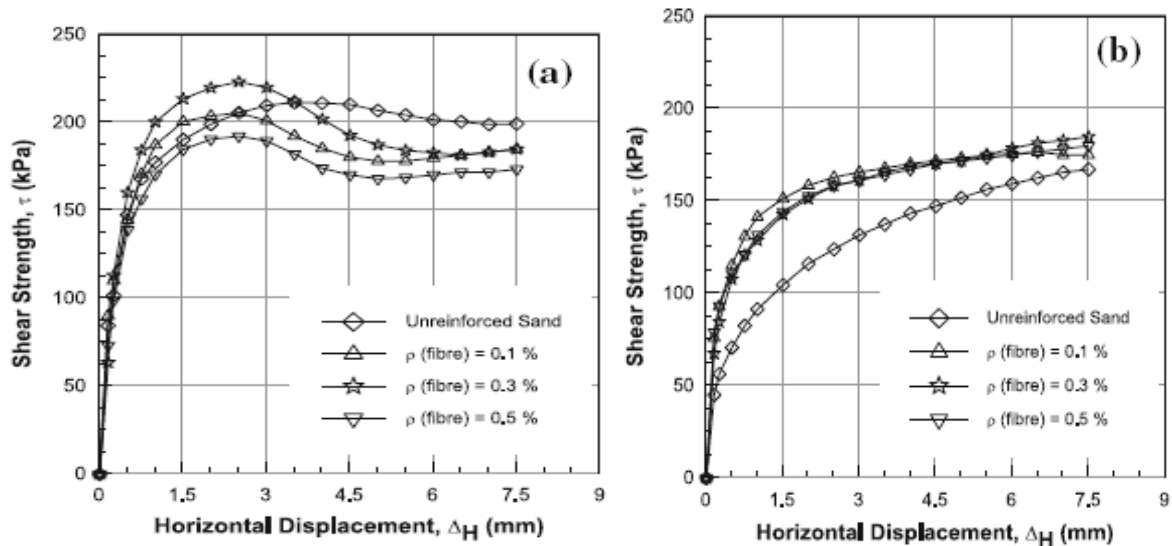 250
200
150
100
50
0
Shear Strength, τ (kPa)
(a)
Unreinforced Sand
ρ (fibre) = 0.1 %
ρ (fibre) = 0.3 %
ρ (fibre) = 0.5 %
0 1.5 3 4.5 6 7.5 9
Horizontal Displacement, Δ_H (mm)
250
200
150
100
50
0
Shear Strength, τ (kPa)
(b)
Unreinforced Sand
ρ (fibre) = 0.1 %
ρ (fibre) = 0.3 %
ρ (fibre) = 0.5 %
0 1.5 3 4.5 6 7.5 9
Horizontal Displacement, Δ_H (mm)